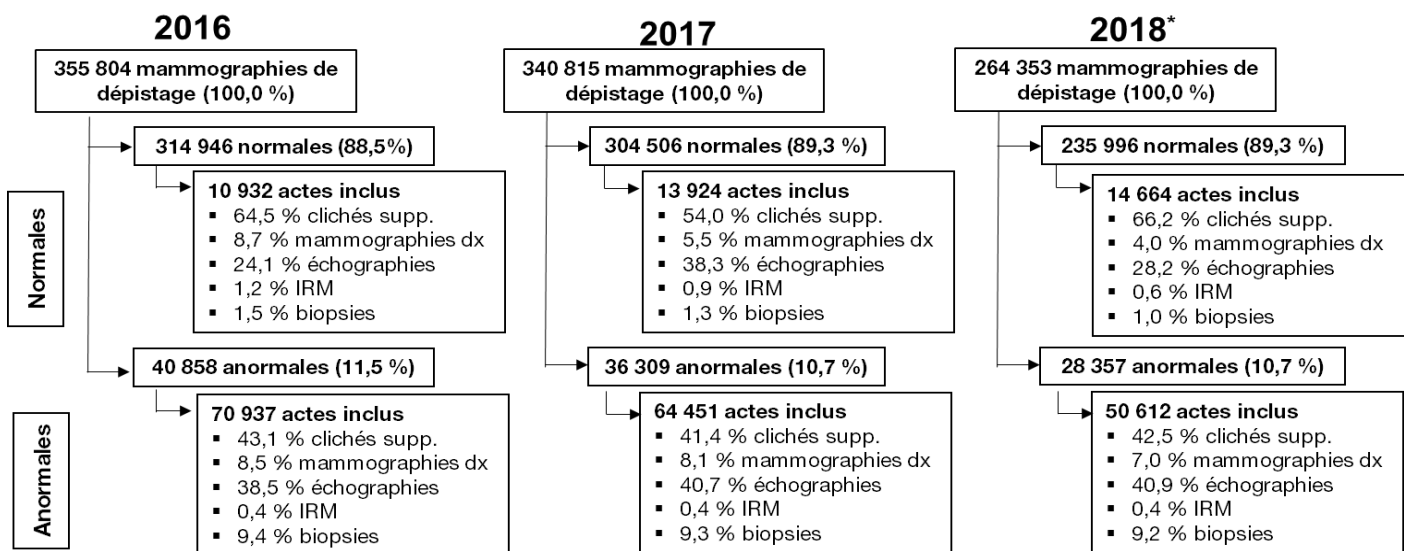 2016
355 804 mammographies de
dépistage (100,0 %)
314 946 normales (88,5%)
10 932 actes inclus
▪ 64,5 % clichés supp.
▪ 8,7 % mammographies dx
▪ 24,1 % échographies
▪ 1,2 % IRM
▪ 1,5 % biopsies
40 858 anormales (11,5 %)
70 937 actes inclus
▪ 43,1 % clichés supp.
▪ 8,5 % mammographies dx
▪ 38,5 % échographies
▪ 0,4 % IRM
▪ 9,4 % biopsies
2017
340 815 mammographies de
dépistage (100,0 %)
304 506 normales (89,3 %)
13 924 actes inclus
▪ 54,0 % clichés supp.
▪ 5,5 % mammographies dx
▪ 38,3 % échographies
▪ 0,9 % IRM
▪ 1,3 % biopsies
36 309 anormales (10,7 %)
64 451 actes inclus
▪ 41,4 % clichés supp.
▪ 8,1 % mammographies dx
▪ 40,7 % échographies
▪ 0,4 % IRM
▪ 9,3 % biopsies
2018*
264 353 mammographies de
dépistage (100,0 %)
235 996 normales (89,3 %)
14 664 actes inclus
▪ 66,2 % clichés supp.
▪ 4,0 % mammographies dx
▪ 28,2 % échographies
▪ 0,6 % IRM
▪ 1,0 % biopsies
28 357 anormales (10,7 %)
50 612 actes inclus
▪ 42,5 % clichés supp.
▪ 7,0 % mammographies dx
▪ 40,9 % échographies
▪ 0,4 % IRM
▪ 9,2 % biopsies
Normales
Anormales